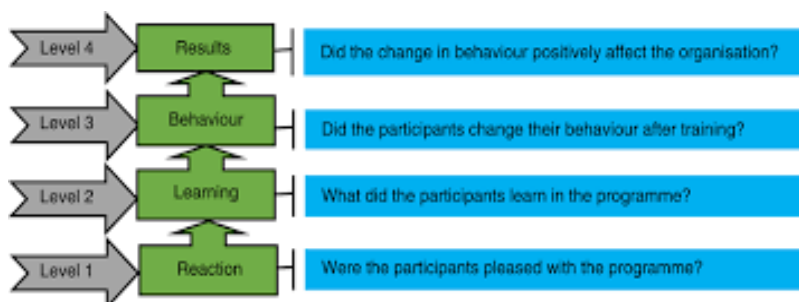 Level 4 Results Did the change in behaviour positively affect the organisation?
Level 3 Behaviour Did the participants change their behaviour after training?
Level 2 Learning What did the participants learn in the programme?
Level 1 Reaction Were the participants pleased with the programme?